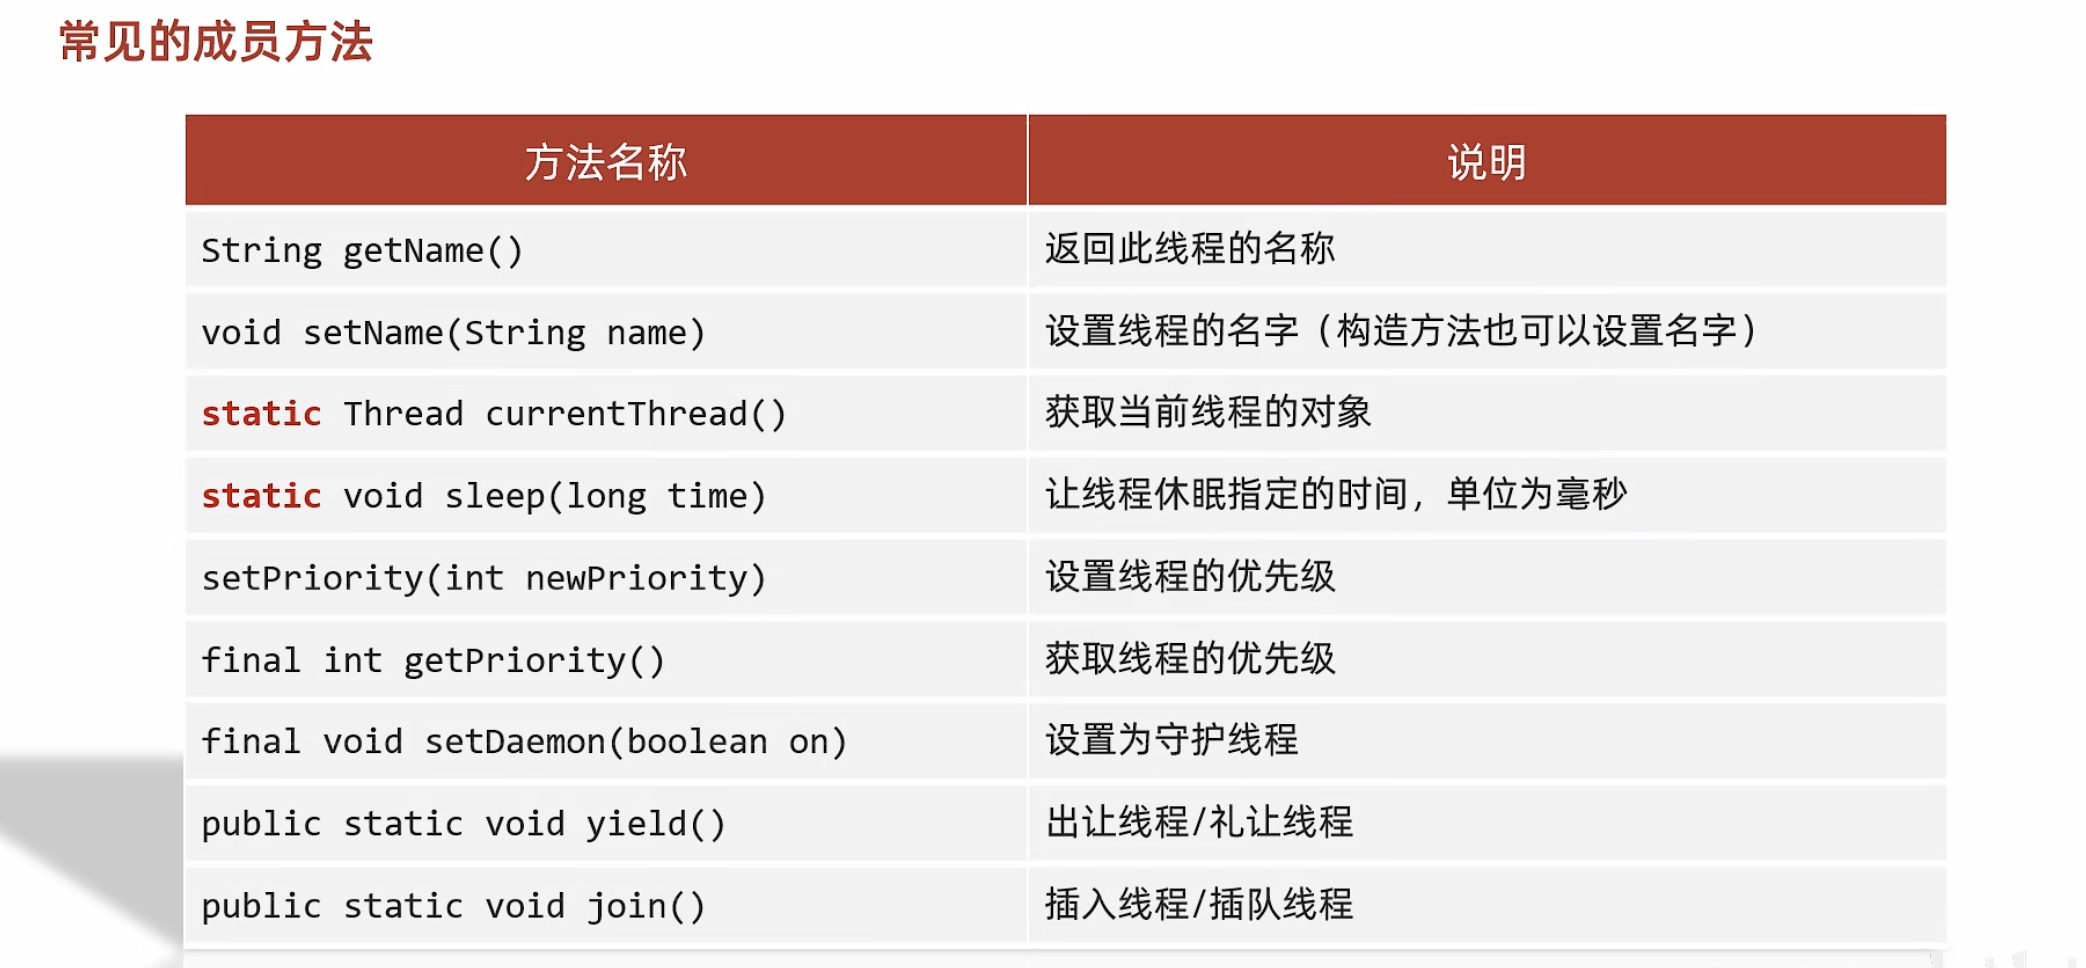 常见的成员方法
方法名称 说明
String getName() 返回此线程的名称
void setName(String name) 设置线程的名字（构造方法也可以设置名字）
static Thread currentThread() 获取当前线程的对象
static void sleep(long time) 让线程休眠指定的时间，单位为毫秒
setPriority(int newPriority) 设置线程的优先级
final int getPriority() 获取线程的优先级
final void setDaemon(boolean on) 设置为守护线程
public static void yield() 出让线程/礼让线程
public static void join() 插入线程/插队线程